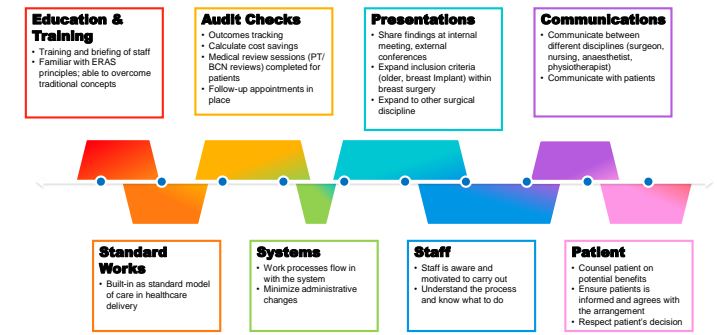 Education &
Training
• Training and briefing of staff
• Familiar with ERAS
principles; able to overcome
traditional concepts
Audit Checks
• Outcomes tracking
• Calculate cost savings
• Medical review sessions (PT/
BCN reviews) completed for
patients
• Follow-up appointments in
place
Presentations
• Share findings at internal
meeting, external
conferences
• Expand inclusion criteria
(older, breast Implant) within
breast surgery
• Expand to other surgical
discipline
Communications
• Communicate between
different disciplines (surgeon,
nursing, anaesthetist,
physiotherapist)
• Communicate with patients
Standard
Works
• Built-in as standard model
of care in healthcare
delivery
Systems
• Work processes flow in
with the system
• Minimize administrative
changes
Staff
• Staff is aware and
motivated to carry out
• Understand the process
and know what to do
Patient
• Counsel patient on
potential benefits
• Ensure patients is
informed and agrees with
the arrangement
• Respect patient's decision